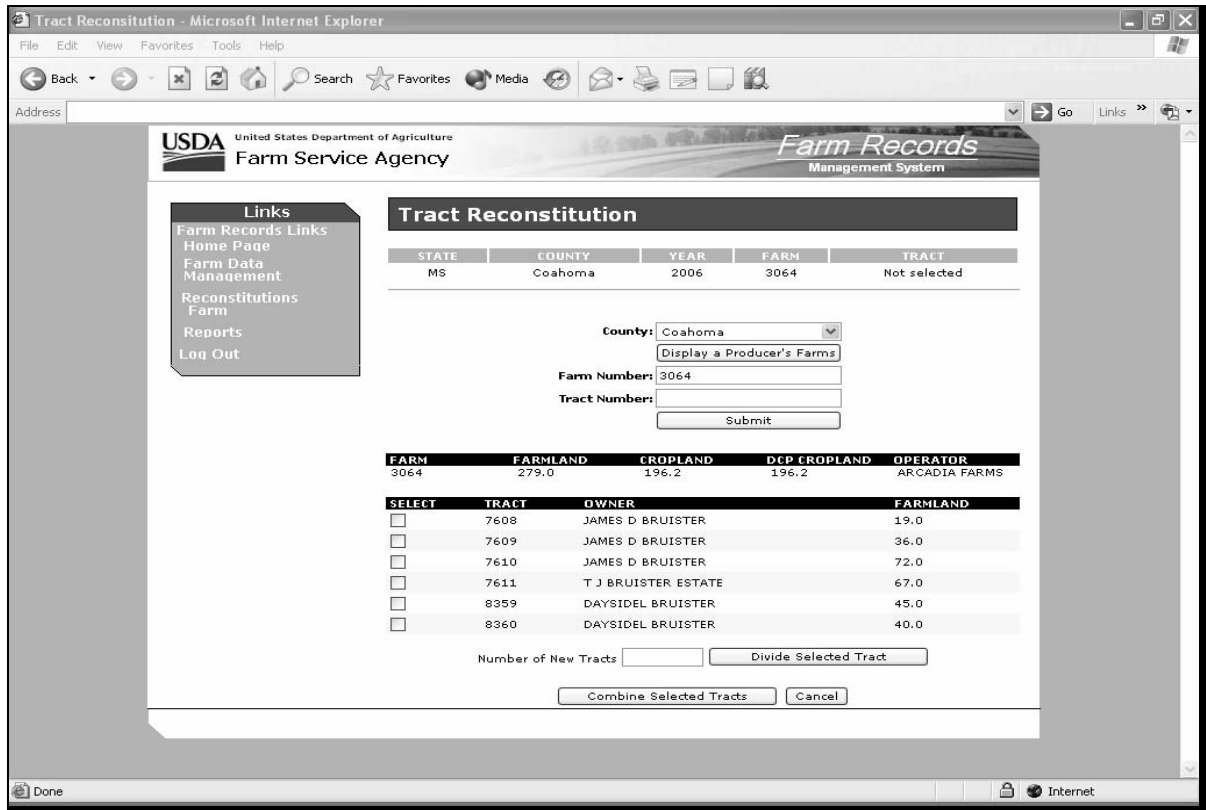 Tract Reconsitution - Microsoft Internet Explorer
File Edit View Favorites Tools Help
Back Search Favorites Media
Address Go Links »
USDA United States Department of Agriculture
Farm Service Agency
Farm Records
Management System
Links
Farm Records Links
Home Page
Farm Data
Management
Reconstitutions
Farm
Reports
Log Out
Tract Reconstitution
STATE COUNTY YEAR FARM TRACT
MS Coahoma 2006 3064 Not selected
County: Coahoma
Display a Producer's Farms
Farm Number: 3064
Tract Number:
Submit
FARM FARMLAND CROPLAND DCP CROPLAND OPERATOR
3064 279.0 196.2 196.2 ARCADIA FARMS
SELECT TRACT OWNER FARMLAND
7608 JAMES D BRUISTER 19.0
7609 JAMES D BRUISTER 36.0
7610 JAMES D BRUISTER 72.0
7611 T J BRUISTER ESTATE 67.0
8359 DAYSIDEL BRUISTER 45.0
8360 DAYSIDEL BRUISTER 40.0
Number of New Tracts Divide Selected Tract
Combine Selected Tracts Cancel
Done Internet